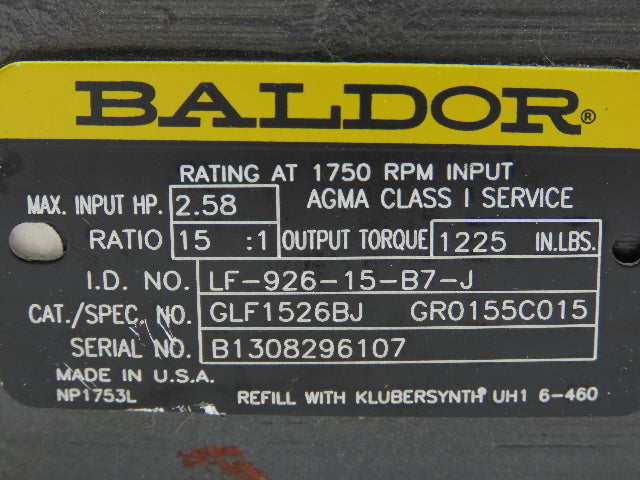 BALDOR®
RATING AT 1750 RPM INPUT
MAX. INPUT HP. 2.58 AGMA CLASS I SERVICE
RATIO 15 :1 OUTPUT TORQUE 1225 IN.LBS.
I.D. NO. LF-926-15-B7-J
CAT./SPEC. NO. GLF1526BJ GR0155C015
SERIAL NO. B1308296107
MADE IN U.S.A.
NP1753L REFILL WITH KLUBERSYNTH® UH1 6-460